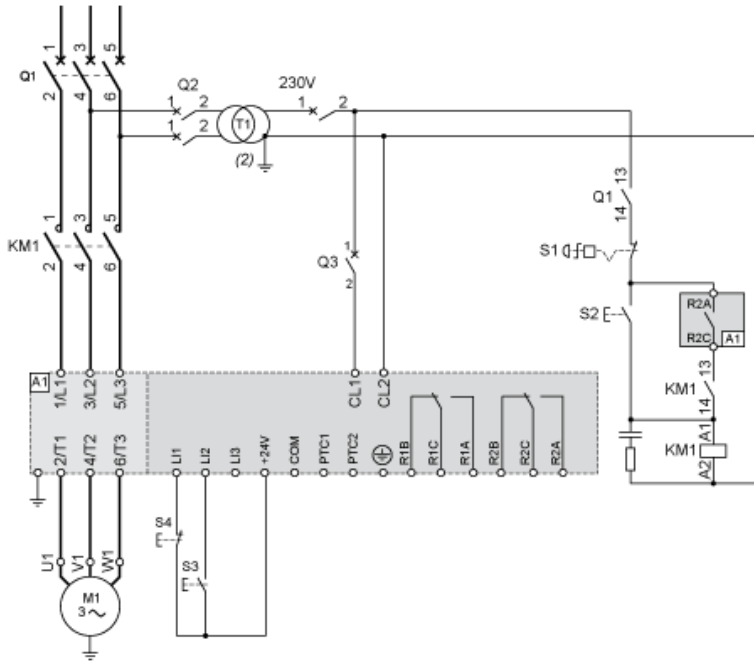 1
3
5
Q1
2
4
6
Q2
1
2
1
2
T1
(2)
230V
1
2
13
Q1
14
S1
S2
R2A
R2C
A1
13
KM1
14
A1
KM1
A2
1
3
5
KM1
2
4
6
1
Q3
2
A1
1/L1
3/L2
5/L3
CL1
CL2
2/T1
4/T2
6/T3
LI1
LI2
LI3
+24V
COM
PTC1
PTC2
R1B
R1C
R1A
R2B
R2C
R2A
S4
S3
U1
V1
W1
M1
3